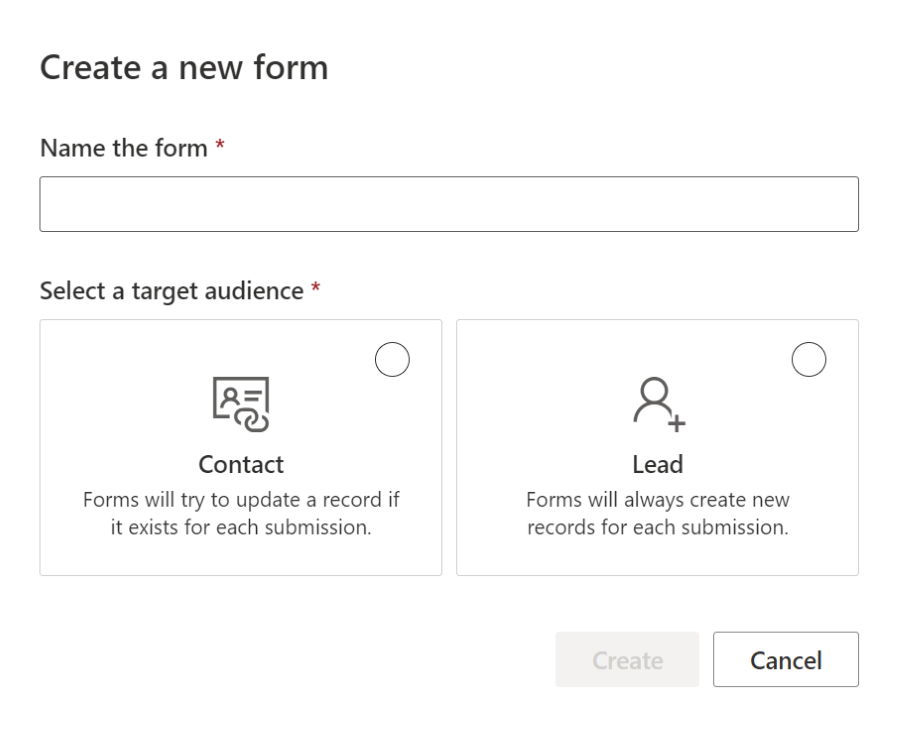 Create a new form
Name the form *
Select a target audience *
Contact
Forms will try to update a record if
it exists for each submission.
Lead
Forms will always create new
records for each submission.
Create
Cancel